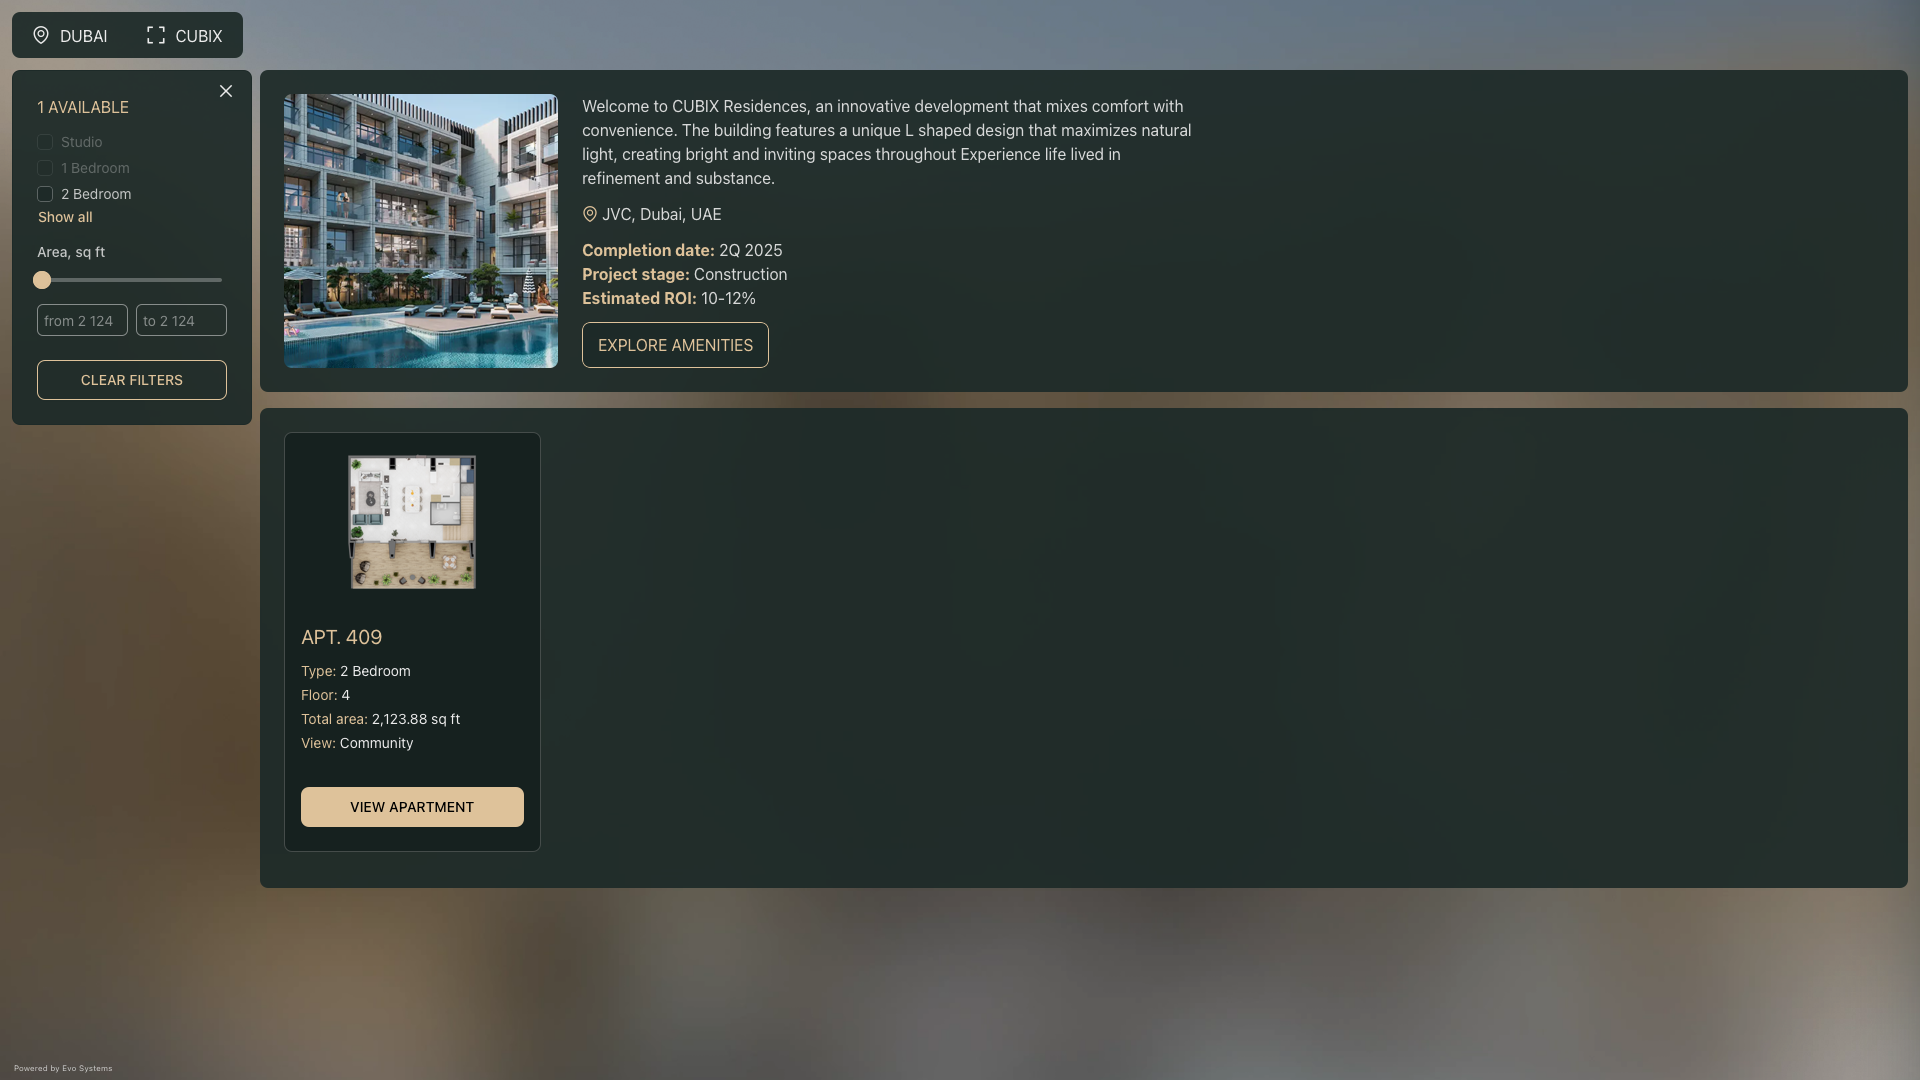 DUBAI
CUBIX
1 AVAILABLE
Studio
1 Bedroom
2 Bedroom
Show all
Area, sq ft
from 2 124
to 2 124
CLEAR FILTERS
Welcome to CUBIX Residences, an innovative development that mixes comfort with
convenience. The building features a unique L shaped design that maximizes natural
light, creating bright and inviting spaces throughout Experience life lived in
refinement and substance.
JVC, Dubai, UAE
Completion date: 2Q 2025
Project stage: Construction
Estimated ROI: 10-12%
EXPLORE AMENITIES
APT. 409
Type: 2 Bedroom
Floor: 4
Total area: 2,123.88 sq ft
View: Community
VIEW APARTMENT
Powered by Evo Systems